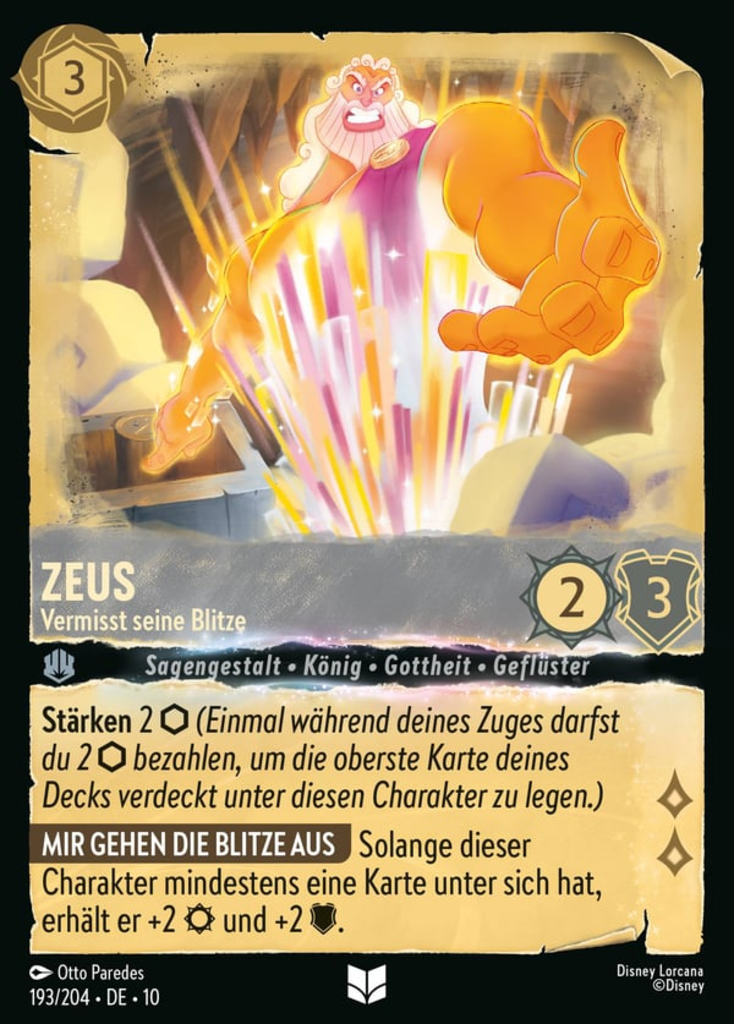 3
ZEUS
Vermisst seine Blitze
2
3
Sagengestalt • König • Gottheit • Geflüster
Stärken 2 (Einmal während deines Zuges darfst
du 2 bezahlen, um die oberste Karte deines
Decks verdeckt unter diesen Charakter zu legen.)
MIR GEHEN DIE BLITZE AUS Solange dieser
Charakter mindestens eine Karte unter sich hat,
erhält er +2 und +2.
Otto Paredes
193/204 • DE • 10
Disney Lorcana
©Disney